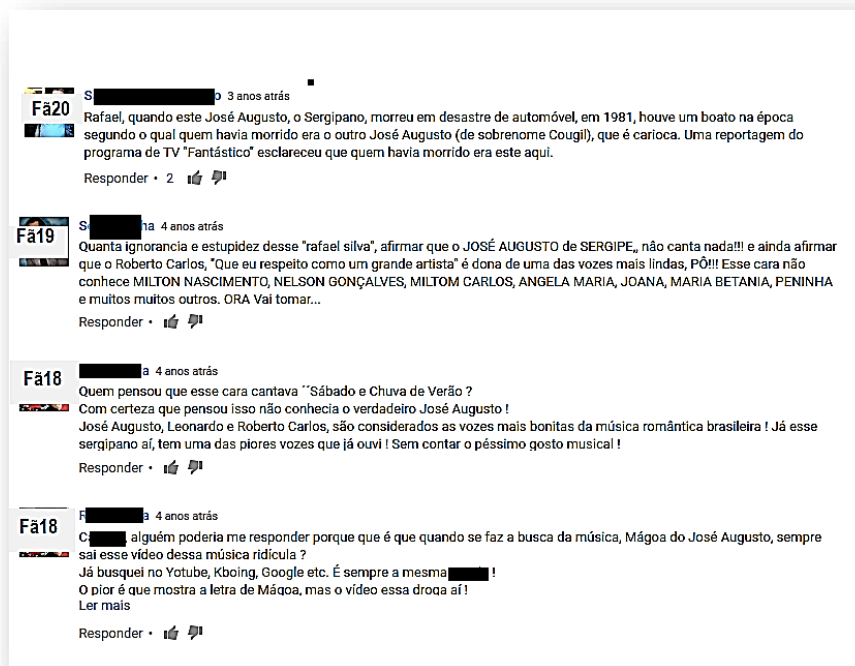 Fã20
S o 3 anos atrás
Rafael, quando este José Augusto, o Sergipano, morreu em desastre de automóvel, em 1981, houve um boato na época
segundo o qual quem havia morrido era o outro José Augusto (de sobrenome Cougil), que é carioca. Uma reportagem do
programa de TV "Fantástico" esclareceu que quem havia morrido era este aqui.
Responder • 2
Fã19
S ha 4 anos atrás
Quanta ignorancia e estupidez desse "rafael silva", afirmar que o JOSÉ AUGUSTO de SERGIPE,, não canta nada!!! e ainda afirmar
que o Roberto Carlos, "Que eu respeito como um grande artista" é dona de uma das vozes mais lindas, PÔ!!! Esse cara não
conhece MILTON NASCIMENTO, NELSON GONÇALVES, MILTOM CARLOS, ANGELA MARIA, JOANA, MARIA BETANIA, PENINHA
e muitos muitos outros. ORA Vai tomar...
Responder •
Fã18
a 4 anos atrás
Quem pensou que esse cara cantava ´´Sábado e Chuva de Verão ?
Com certeza que pensou isso não conhecia o verdadeiro José Augusto !
José Augusto, Leonardo e Roberto Carlos, são considerados as vozes mais bonitas da música romântica brasileira ! Já esse
sergipano aí, tem uma das piores vozes que já ouvi ! Sem contar o péssimo gosto musical !
Responder •
Fã18
R a 4 anos atrás
C , alguém poderia me responder porque que é que quando se faz a busca da música, Mágoa do José Augusto, sempre
sai esse vídeo dessa música ridícula ?
Já busquei no Yotube, Kboing, Google etc. É sempre a mesma !
O pior é que mostra a letra de Mágoa, mas o vídeo essa droga aí !
Ler mais
Responder •